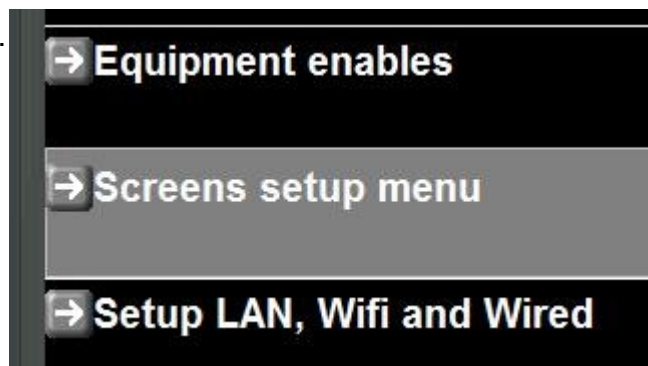 Equipment enables
Screens setup menu
Setup LAN, Wifi and Wired